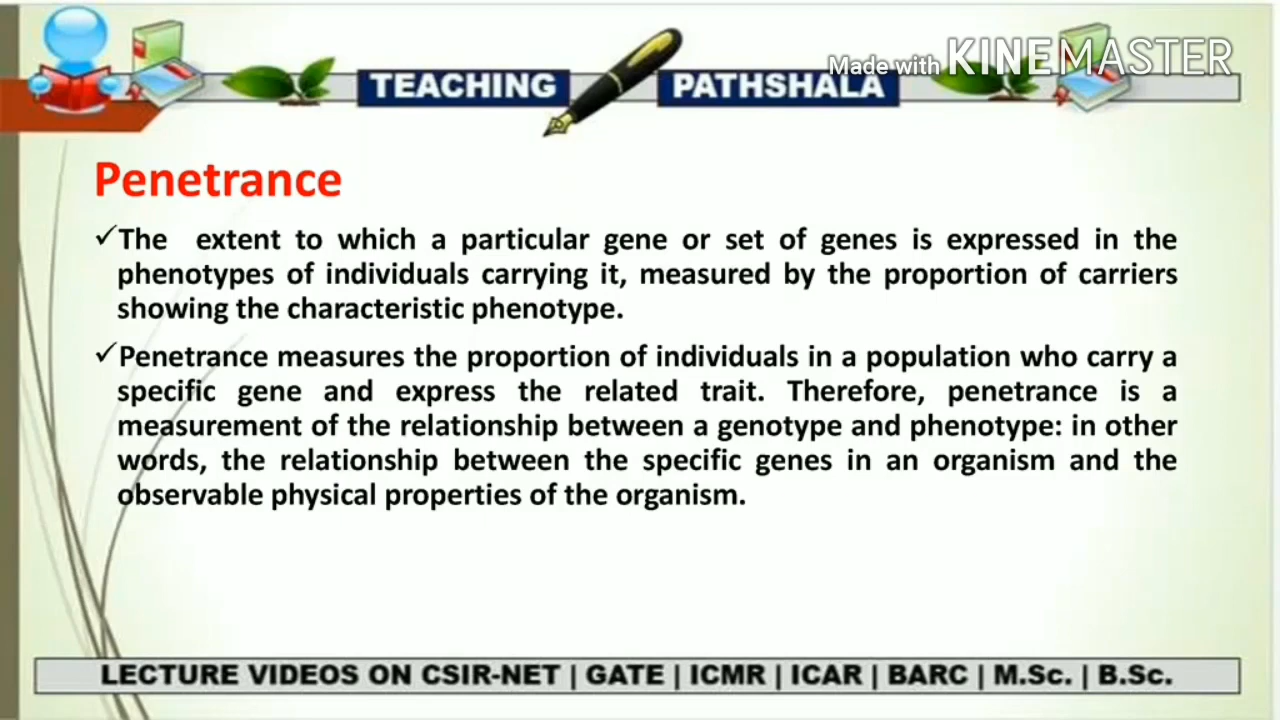 Made with KINEMASTER
TEACHING PATHSHALA
Penetrance
✓The extent to which a particular gene or set of genes is expressed in the
phenotypes of individuals carrying it, measured by the proportion of carriers
showing the characteristic phenotype.
✓Penetrance measures the proportion of individuals in a population who carry a
specific gene and express the related trait. Therefore, penetrance is a
measurement of the relationship between a genotype and phenotype: in other
words, the relationship between the specific genes in an organism and the
observable physical properties of the organism.
LECTURE VIDEOS ON CSIR-NET | GATE | ICMR | ICAR | BARC | M.Sc. | B.Sc.